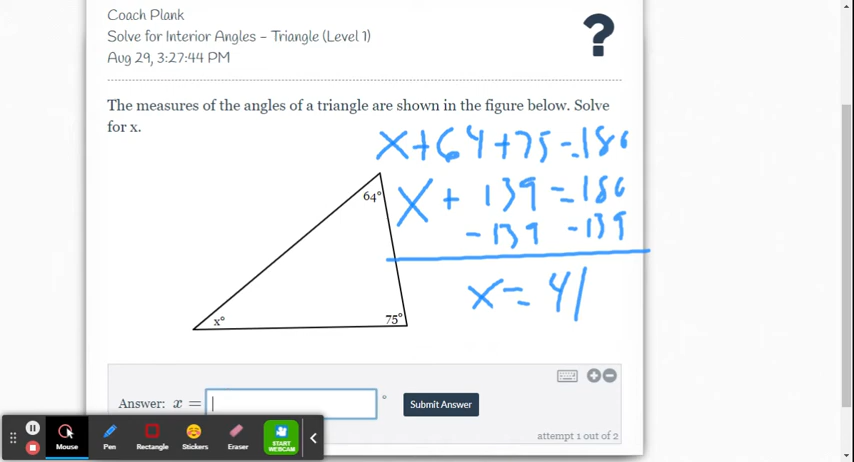 Coach Plank
Solve for Interior Angles - Triangle (Level 1)
Aug 29, 3:27:44 PM
?
The measures of the angles of a triangle are shown in the figure below. Solve
for x.
x+64+75=180
64°
x + 139 = 180
-139 -139
x = 41
x°
75°
Answer: x =
°
Submit Answer
attempt 1 out of 2
Mouse
Pen
Rectangle
Stickers
Eraser
START
WEBCAM